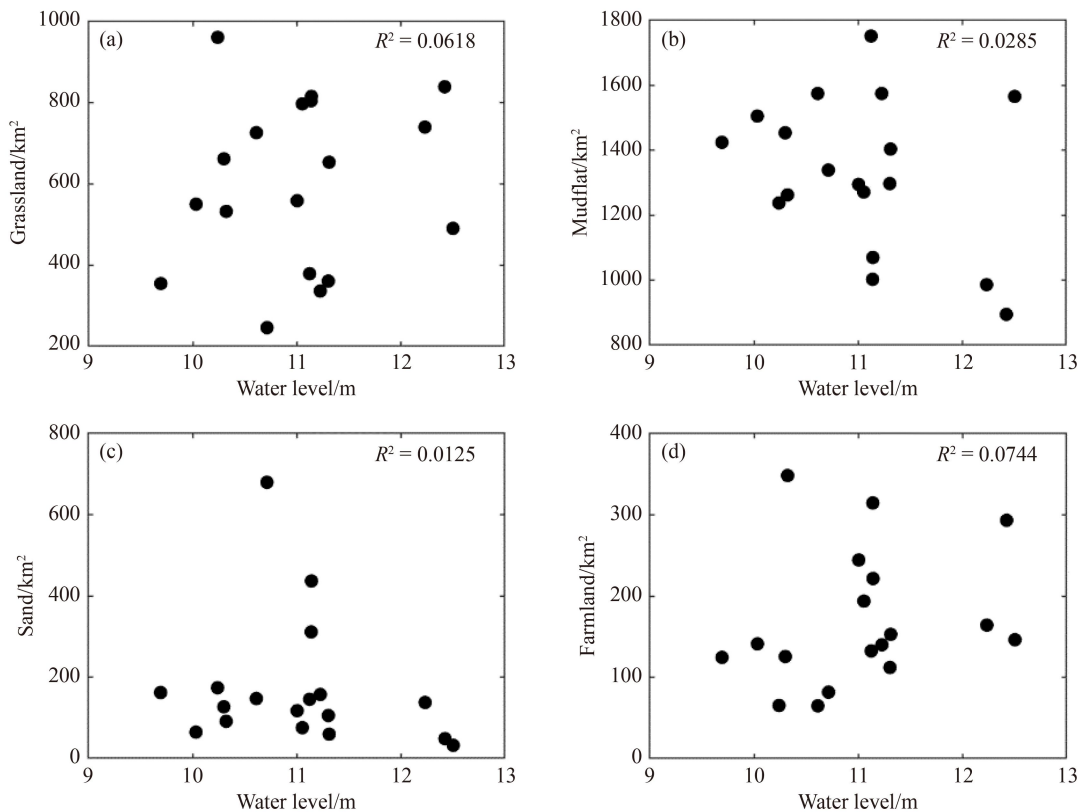 (a)
R² = 0.0618
1000
800
600
400
200
Grassland/km²
9
10
11
12
13
Water level/m
(b)
R² = 0.0285
1800
1600
1400
1200
1000
800
Mudflat/km²
9
10
11
12
13
Water level/m
(c)
R² = 0.0125
800
600
400
200
0
Sand/km²
9
10
11
12
13
Water level/m
(d)
R² = 0.0744
400
300
200
100
0
Farmland/km²
9
10
11
12
13
Water level/m